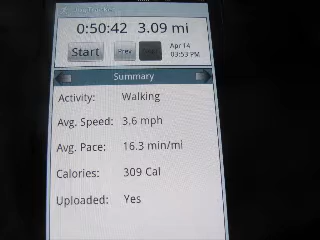 0:50:42 3.09 mi
Start Prev
Apr 14
03:53 PM
Summary
Activity: Walking
Avg. Speed: 3.6 mph
Avg. Pace: 16.3 min/mi
Calories: 309 Cal
Uploaded: Yes